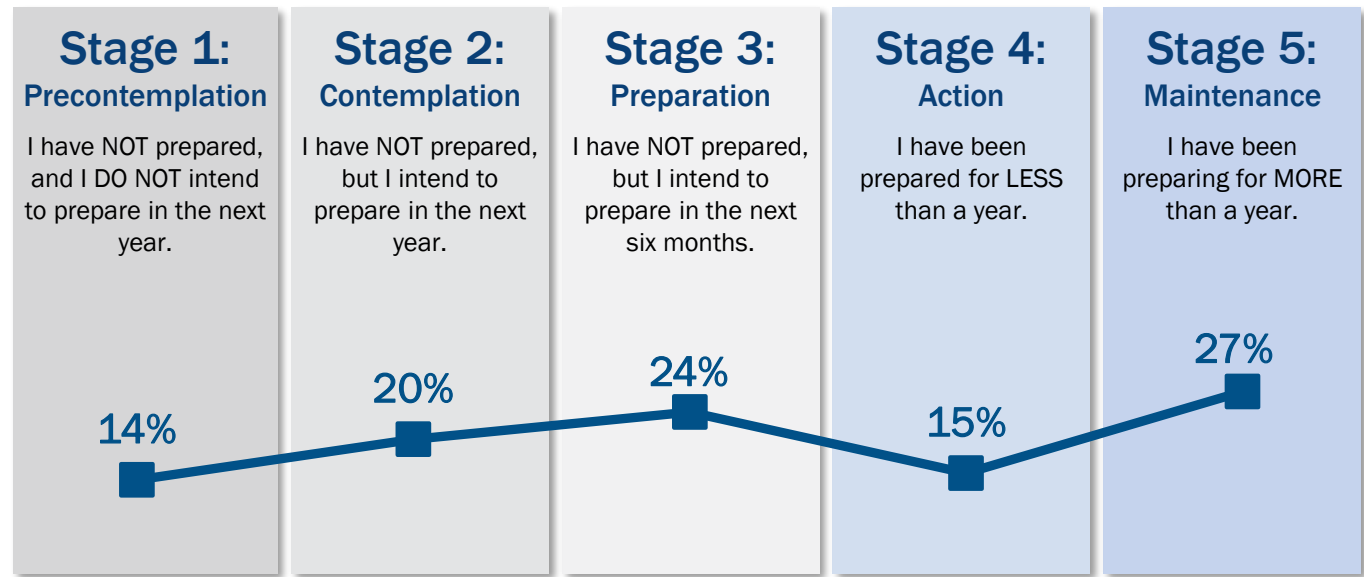 Stage 1:
Precontemplation
I have NOT prepared,
and I DO NOT intend
to prepare in the next
year.
14%
Stage 2:
Contemplation
I have NOT prepared,
but I intend to
prepare in the next
year.
20%
Stage 3:
Preparation
I have NOT prepared,
but I intend to
prepare in the next
six months.
24%
Stage 4:
Action
I have been
prepared for LESS
than a year.
15%
Stage 5:
Maintenance
I have been
preparing for MORE
than a year.
27%